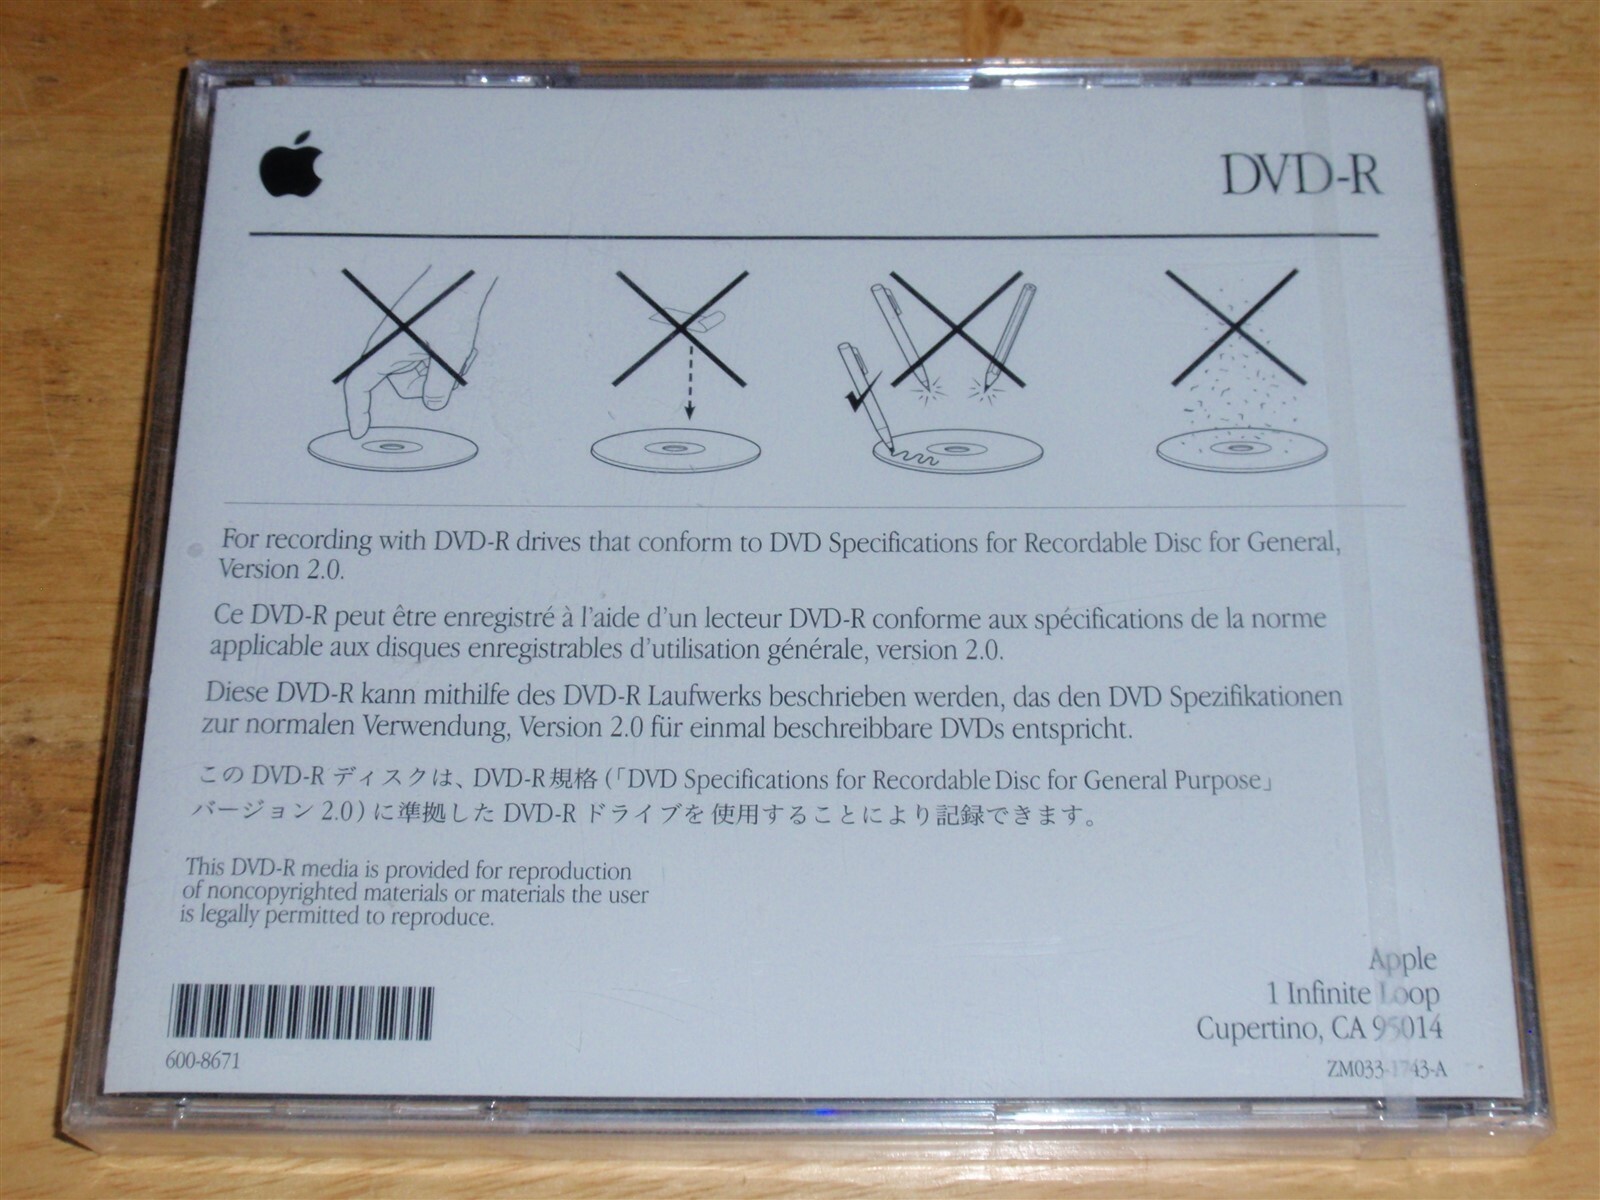 DVD-R
For recording with DVD-R drives that conform to DVD Specifications for Recordable Disc for General,
Version 2.0.
Ce DVD-R peut être enregistré à l'aide d'un lecteur DVD-R conforme aux spécifications de la norme
applicable aux disques enregistrables d'utilisation générale, version 2.0.
Diese DVD-R kann mithilfe des DVD-R Laufwerks beschrieben werden, das den DVD Spezifikationen
zur normalen Verwendung, Version 2.0 für einmal beschreibbare DVDs entspricht.
この DVD-R ディスクは、DVD-R規格 (「DVD Specifications for Recordable Disc for General Purpose」
バージョン 2.0) に準拠した DVD-R ドライブを使用することにより記録できます。
This DVD-R media is provided for reproduction
of noncopyrighted materials or materials the user
is legally permitted to reproduce.
600-8671
Apple
1 Infinite Loop
Cupertino, CA 95014
ZM033-1743-A